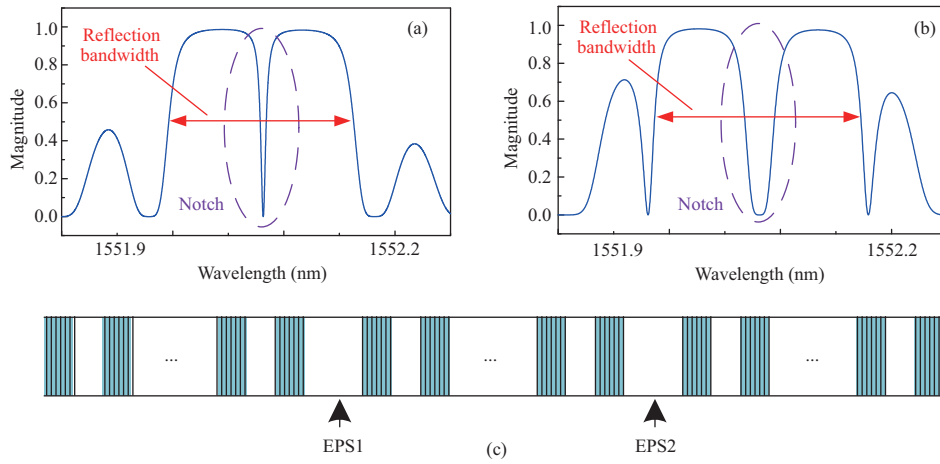 (a)
1.0
0.8
0.6
0.4
0.2
0.0
Magnitude
Reflection
bandwidth
Notch
1551.9
1552.2
Wavelength (nm)
(b)
1.0
0.8
0.6
0.4
0.2
0.0
Magnitude
Reflection
bandwidth
Notch
1551.9
1552.2
Wavelength (nm)
... ... ...
EPS1
EPS2
(c)